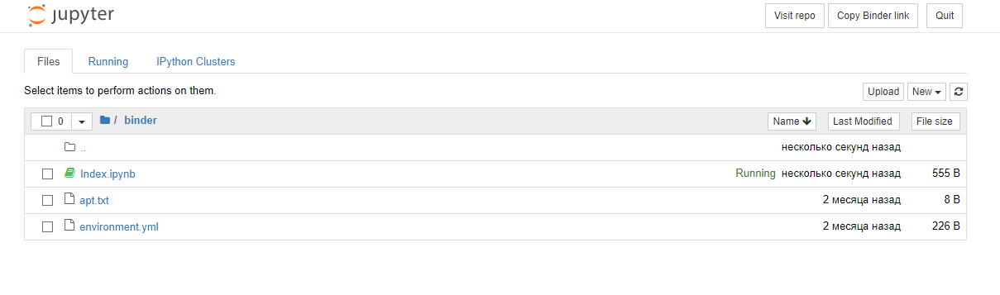 jupyter Visit repo Copy Binder link Quit
Files Running IPython Clusters
Select items to perform actions on them. Upload New
0 / binder Name Last Modified File size
.. несколько секунд назад
Index.ipynb Running несколько секунд назад 555 B
apt.txt 2 месяца назад 8 B
environment.yml 2 месяца назад 226 B